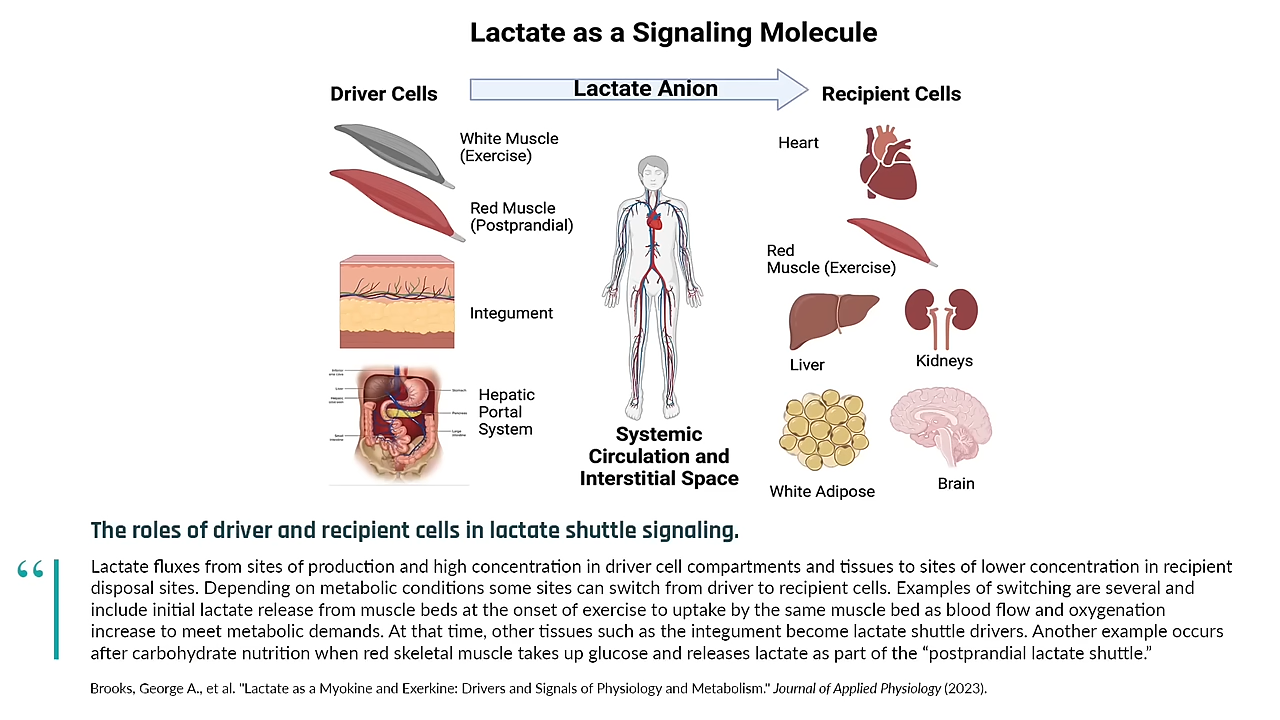 Lactate as a Signaling Molecule
Driver Cells
Lactate Anion
Recipient Cells
White Muscle
(Exercise)
Red Muscle
(Postprandial)
Integument
Hepatic
Portal
System
Liver
Stomach
Pancreas
Systemic
Circulation and
Interstitial Space
Heart
Red
Muscle (Exercise)
Liver
Kidneys
White Adipose
Brain
The roles of driver and recipient cells in lactate shuttle signaling.
“
Lactate fluxes from sites of production and high concentration in driver cell compartments and tissues to sites of lower concentration in recipient
disposal sites. Depending on metabolic conditions some sites can switch from driver to recipient cells. Examples of switching are several and
include initial lactate release from muscle beds at the onset of exercise to uptake by the same muscle bed as blood flow and oxygenation
increase to meet metabolic demands. At that time, other tissues such as the integument become lactate shuttle drivers. Another example occurs
after carbohydrate nutrition when red skeletal muscle takes up glucose and releases lactate as part of the “postprandial lactate shuttle.”
Brooks, George A., et al. "Lactate as a Myokine and Exerkine: Drivers and Signals of Physiology and Metabolism." Journal of Applied Physiology (2023).